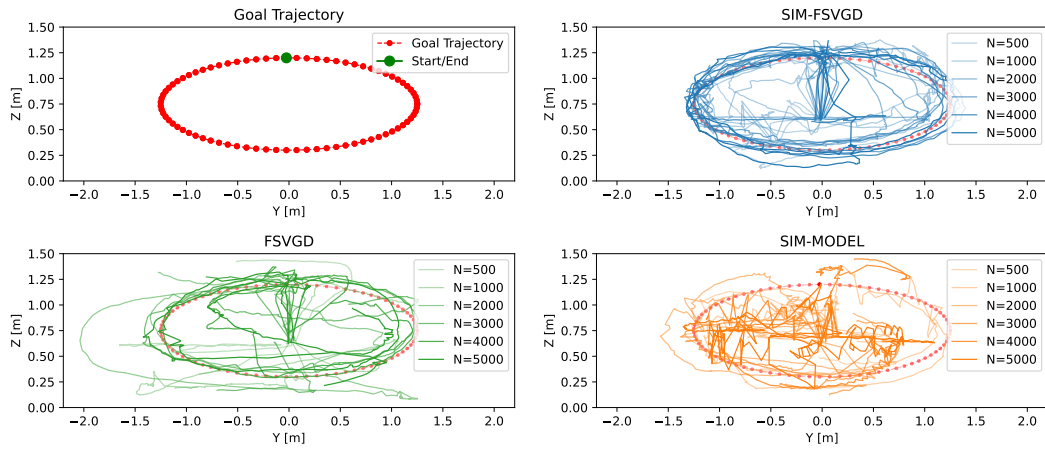 Goal Trajectory
1.50
1.25
1.00
0.75
0.50
0.25
0.00
Z [m]
−2.0 −1.5 −1.0 −0.5 0.0 0.5 1.0 1.5 2.0
Y [m]
Goal Trajectory
Start/End
SIM-FSVGD
1.50
1.25
1.00
0.75
0.50
0.25
0.00
Z [m]
−2.0 −1.5 −1.0 −0.5 0.0 0.5 1.0 1.5 2.0
Y [m]
N=500
N=1000
N=2000
N=3000
N=4000
N=5000
FSVGD
1.50
1.25
1.00
0.75
0.50
0.25
0.00
Z [m]
−2.0 −1.5 −1.0 −0.5 0.0 0.5 1.0 1.5 2.0
Y [m]
N=500
N=1000
N=2000
N=3000
N=4000
N=5000
SIM-MODEL
1.50
1.25
1.00
0.75
0.50
0.25
0.00
Z [m]
−2.0 −1.5 −1.0 −0.5 0.0 0.5 1.0 1.5 2.0
Y [m]
N=500
N=1000
N=2000
N=3000
N=4000
N=5000